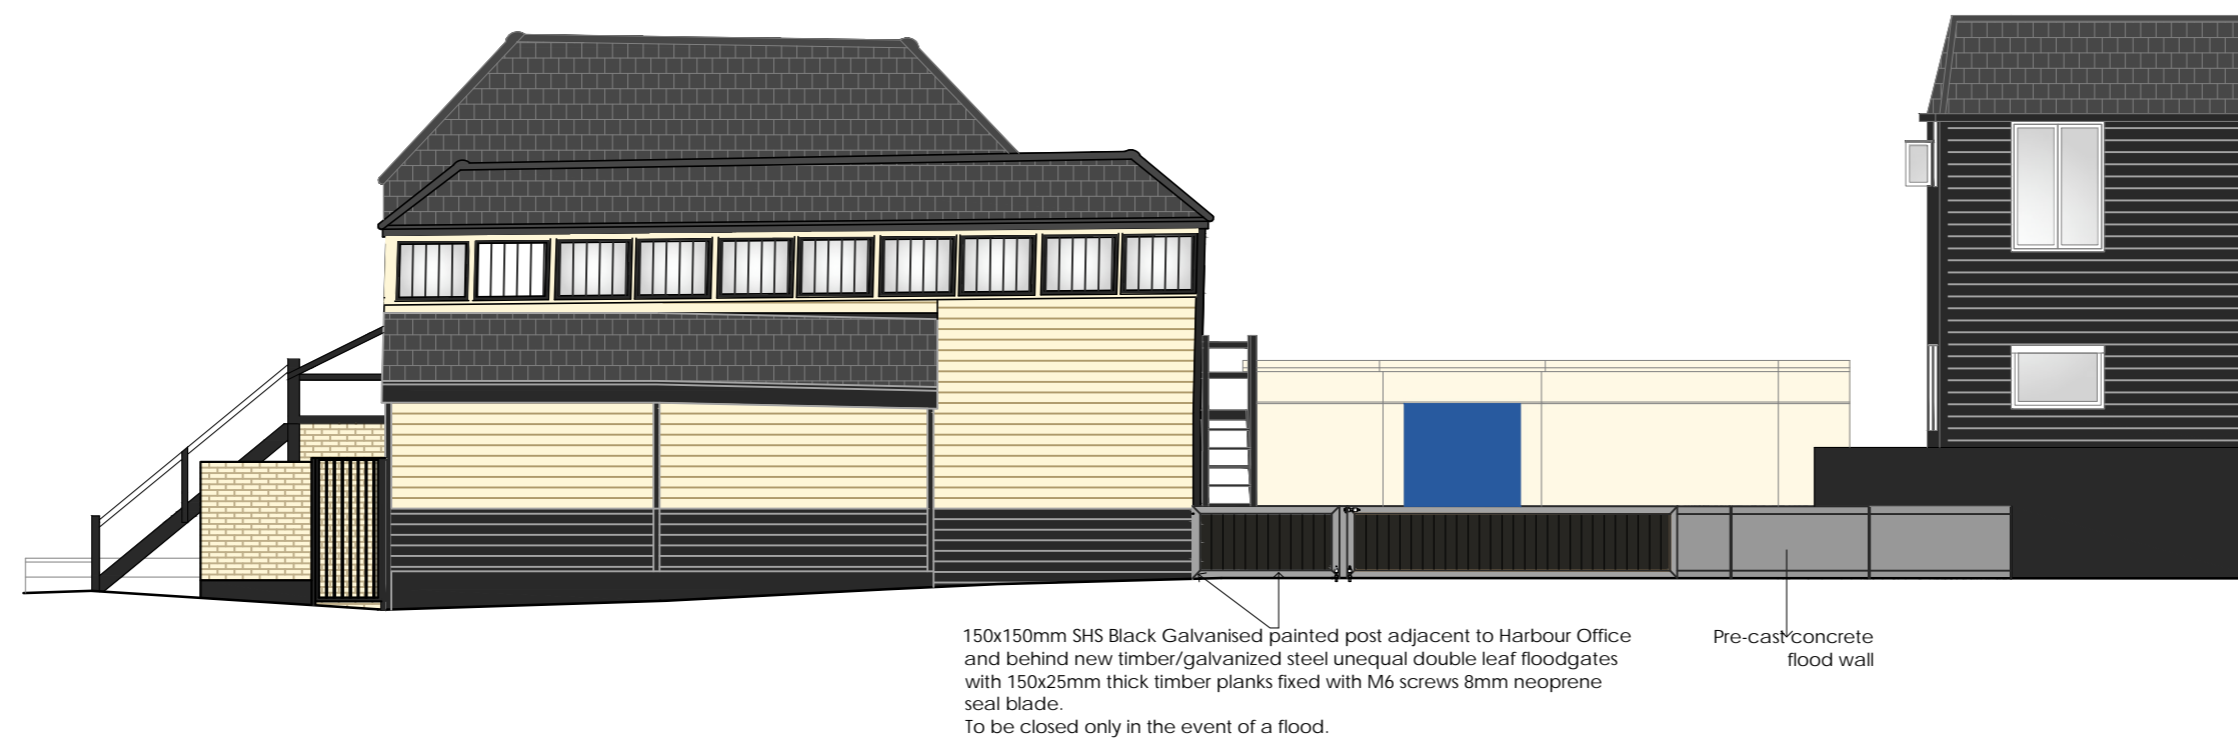 150x150mm SHS Black Galvanised painted post adjacent to Harbour Office
and behind new timber/galvanized steel unequal double leaf floodgates
with 150x25mm thick timber planks fixed with M6 screws 8mm neoprene
seal blade.
To be closed only in the event of a flood.
Pre-cast concrete
flood wall